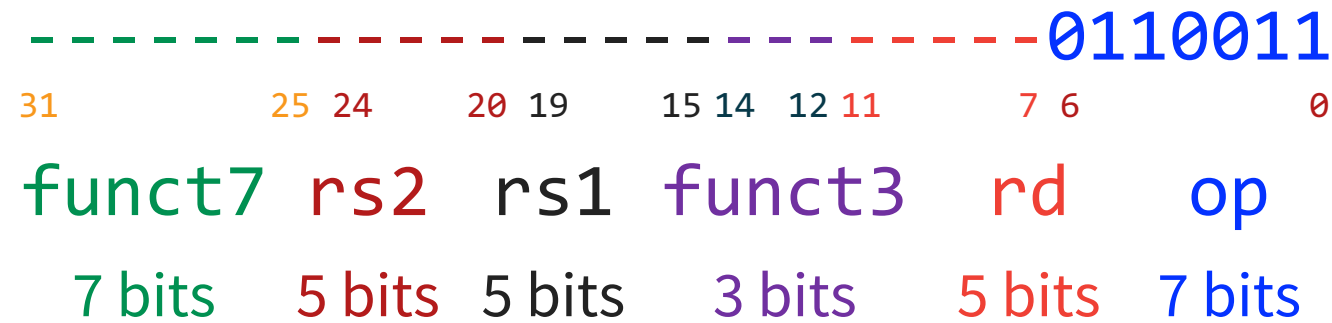 - - - - - - - - - - - - - - - - - - - - - - - - - 0110011
31 25 24 20 19 15 14 12 11 7 6 0
funct7 rs2 rs1 funct3 rd op
7 bits 5 bits 5 bits 3 bits 5 bits 7 bits